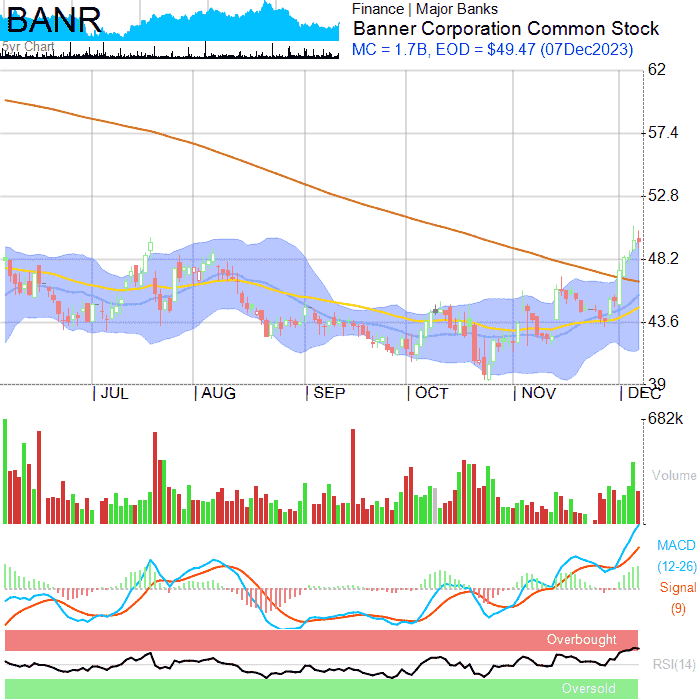 BANR
5yr Chart
Finance | Major Banks
Banner Corporation Common Stock
MC = 1.7B, EOD = $49.47 (07Dec2023)
62
57.4
52.8
48.2
43.6
39
JUL AUG SEP OCT NOV DEC
682k
Volume
MACD
(12-26)
Signal
(9)
Overbought
RSI(14)
Oversold